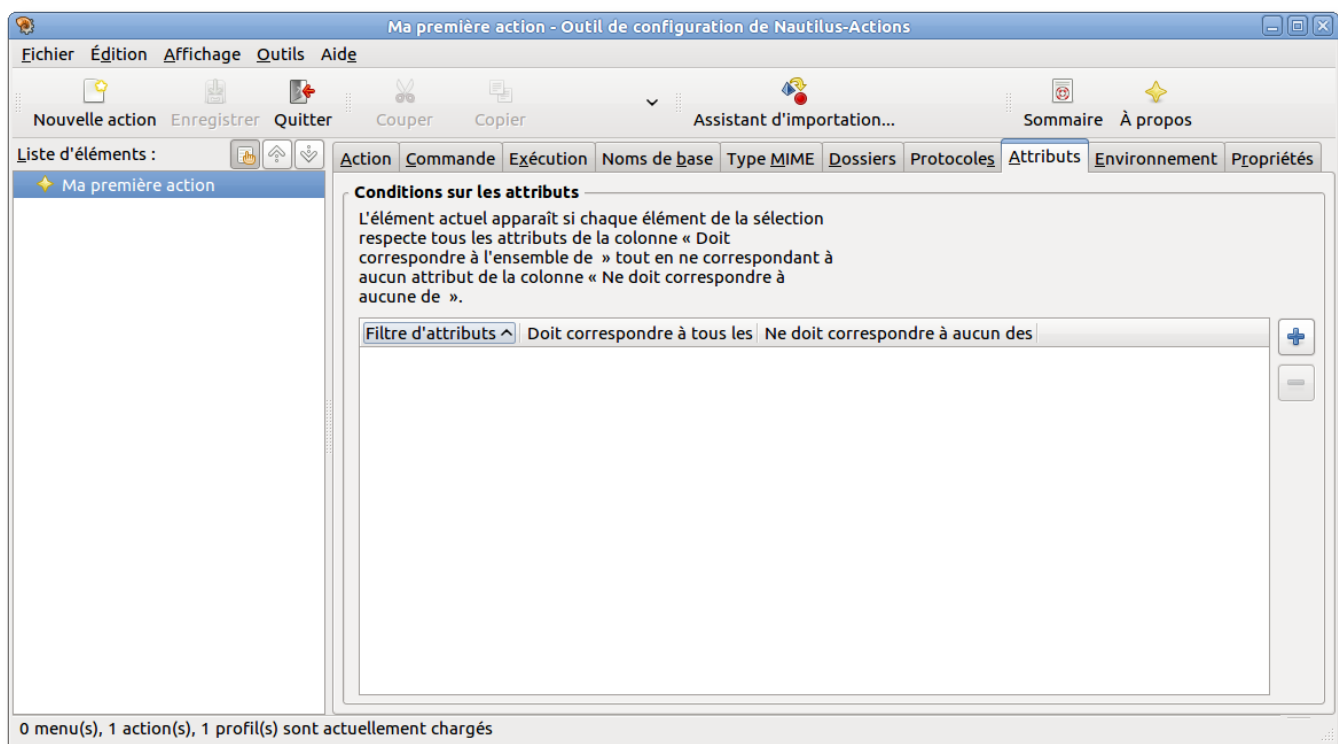 Ma première action - Outil de configuration de Nautilus-Actions
Fichier Édition Affichage Outils Aide
Nouvelle action Enregistrer Quitter Couper Copier Assistant d'importation... Sommaire À propos
Liste d'éléments :
Action Commande Exécution Noms de base Type MIME Dossiers Protocoles Attributs Environnement Propriétés
Ma première action
Conditions sur les attributs
L'élément actuel apparaît si chaque élément de la sélection
respecte tous les attributs de la colonne « Doit
correspondre à l'ensemble de » tout en ne correspondant à
aucun attribut de la colonne « Ne doit correspondre à
aucune de ».
Filtre d'attributs Doit correspondre à tous les Ne doit correspondre à aucun des
0 menu(s), 1 action(s), 1 profil(s) sont actuellement chargés